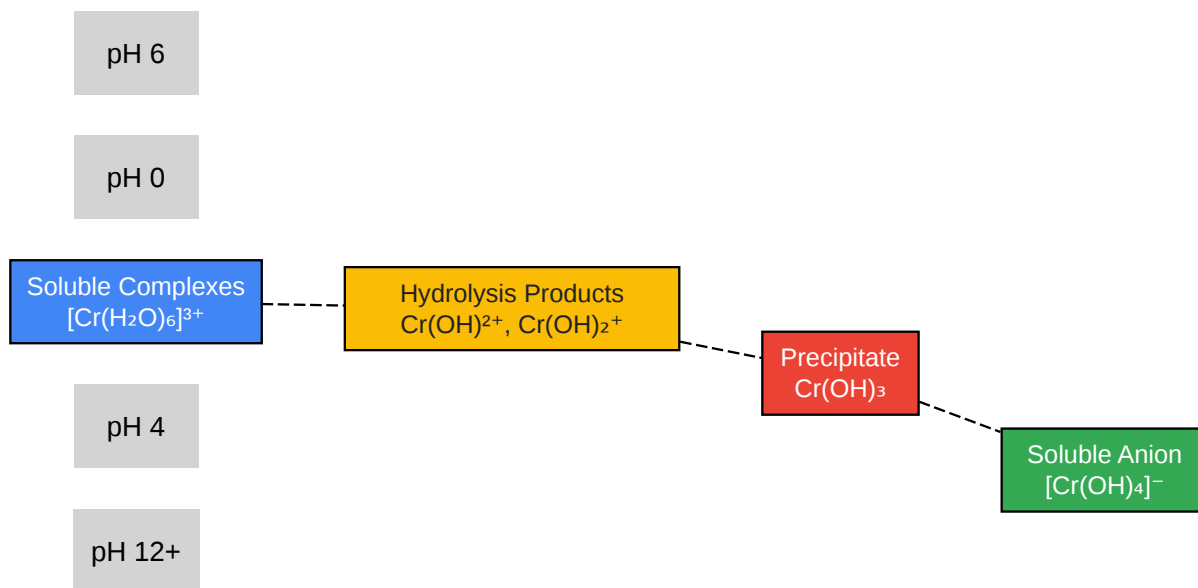 pH 6
pH 0
Soluble Complexes
[Cr(H₂O)₆]³⁺
Hydrolysis Products
Cr(OH)²⁺, Cr(OH)₂⁺
Precipitate
Cr(OH)₃
pH 4
Soluble Anion
[Cr(OH)₄]⁻
pH 12+